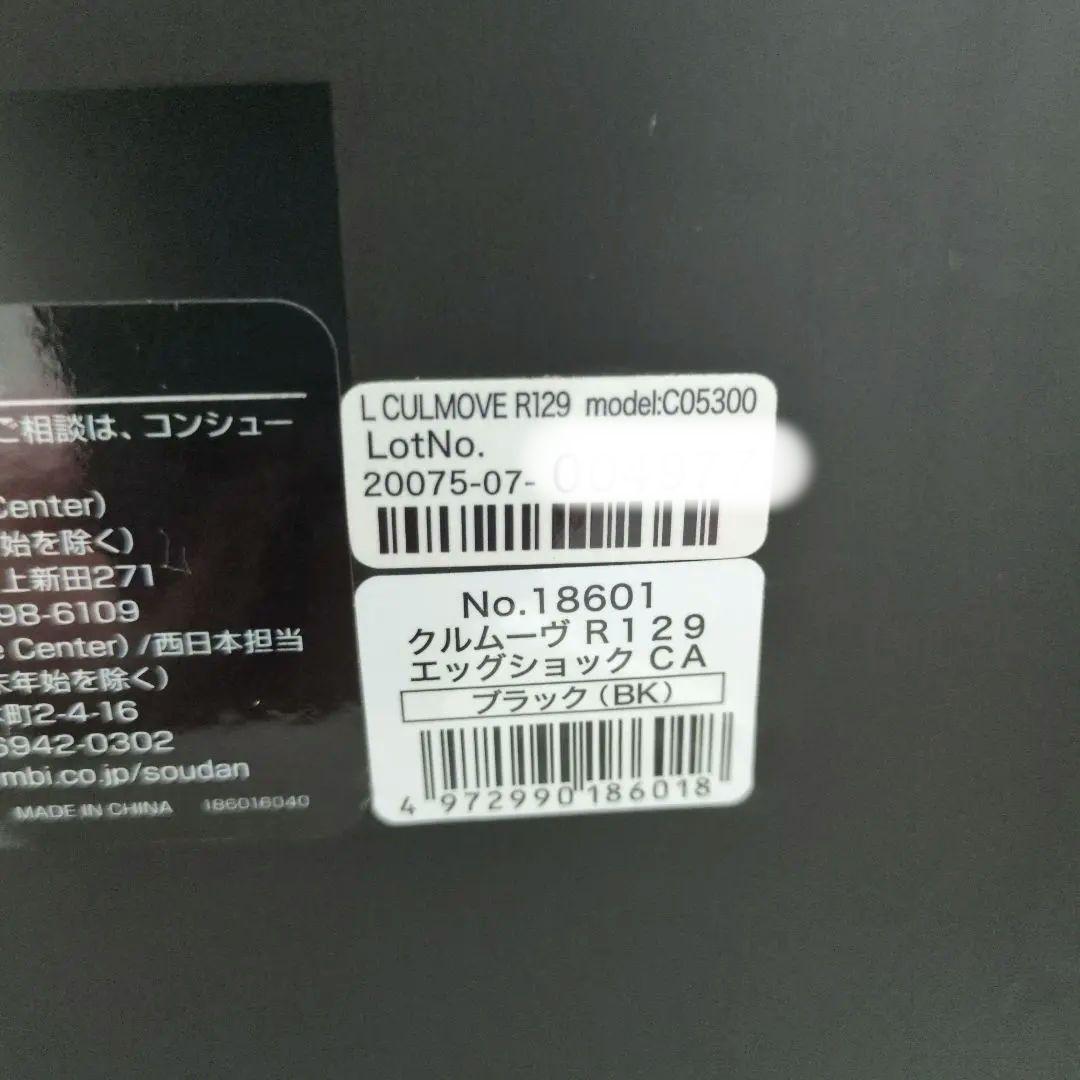 ご相談は、コンシュー
Center)
始を除く)
上新田271
98-6109
e Center) /西日本担当
末年始を除く)
町2-4-16
6942-0302
mbi.co.jp/soudan
MADE IN CHINA 186016040
L CULMOVE R129 model:C05300
LotNo.
20075-07-
No.18601
クルムーヴ R129
エッグショック CA
ブラック(BK)
4 972990 186018